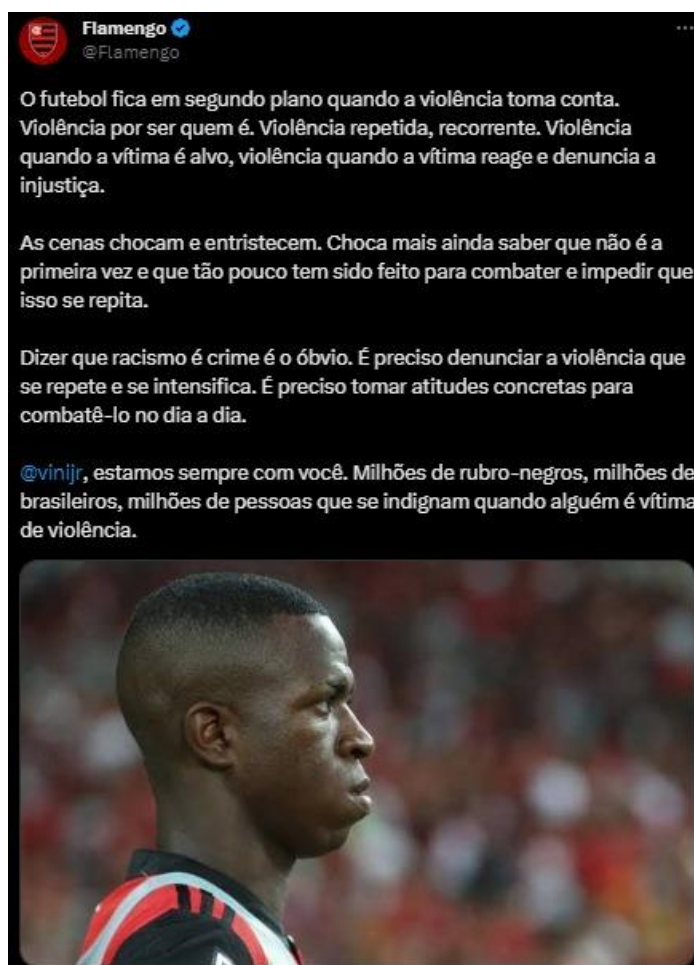 Flamengo
@Flamengo
O futebol fica em segundo plano quando a violência toma conta.
Violência por ser quem é. Violência repetida, recorrente. Violência
quando a vítima é alvo, violência quando a vítima reage e denuncia a
injustiça.
As cenas chocam e entristecem. Choca mais ainda saber que não é a
primeira vez e que tão pouco tem sido feito para combater e impedir que
isso se repita.
Dizer que racismo é crime é o óbvio. É preciso denunciar a violência que
se repete e se intensifica. É preciso tomar atitudes concretas para
combatê-lo no dia a dia.
@vinijr, estamos sempre com você. Milhões de rubro-negros, milhões de
brasileiros, milhões de pessoas que se indignam quando alguém é vítima
de violência.